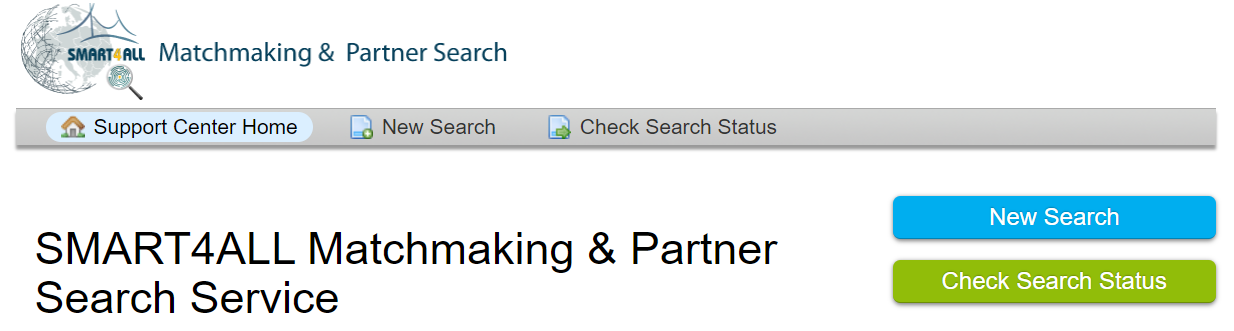 SMART4ALL Matchmaking & Partner Search
Support Center Home New Search Check Search Status
SMART4ALL Matchmaking & Partner
Search Service
New Search
Check Search Status